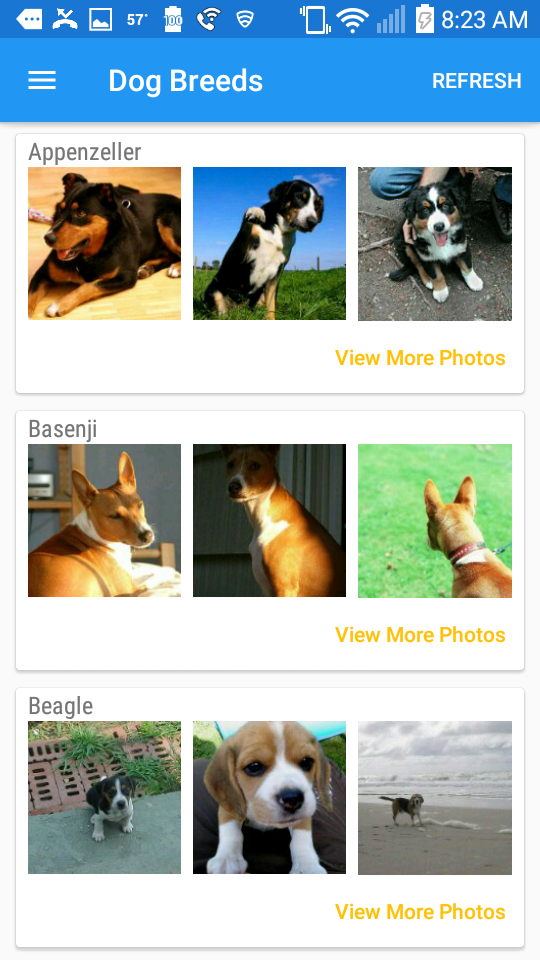 57°
100
8:23 AM
Dog Breeds
REFRESH
Appenzeller
View More Photos
Basenji
View More Photos
Beagle
View More Photos